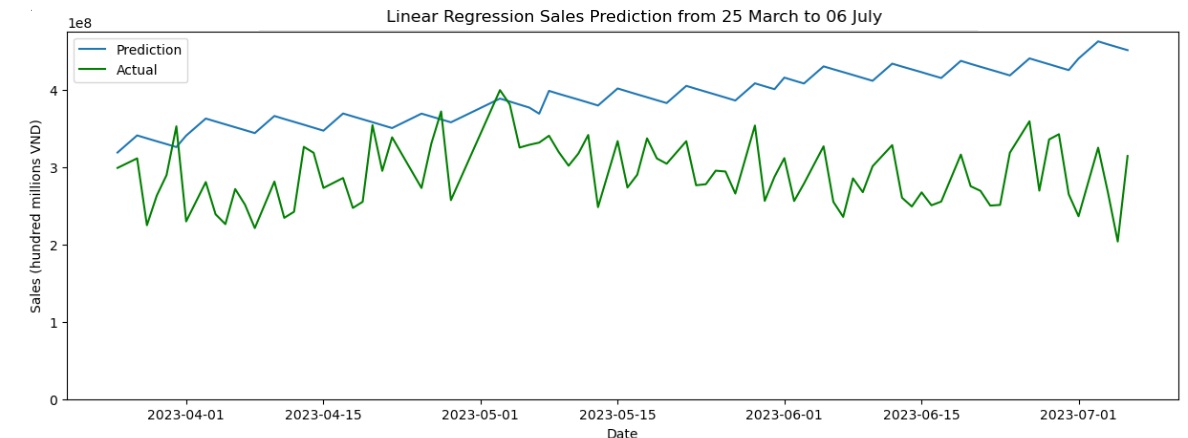 Linear Regression Sales Prediction from 25 March to 06 July
1e8
Prediction
Actual
4
3
2
1
0
Sales (hundred millions VND)
2023-04-01 2023-04-15 2023-05-01 2023-05-15 2023-06-01 2023-06-15 2023-07-01
Date